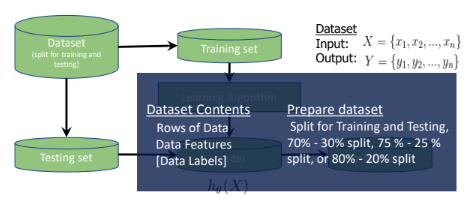 Dataset
(split for training and
testing)
Training set
Dataset
Input: X = {x₁, x₂, ..., xₙ}
Output: Y = {y₁, y₂, ..., yₙ}
Learning Algorithm
Dataset Contents
Rows of Data
Data Features
[Data Labels]
Prepare dataset
Split for Training and Testing,
70% - 30% split, 75 % - 25 %
split, or 80% - 20% split
Testing set
h_θ(X)